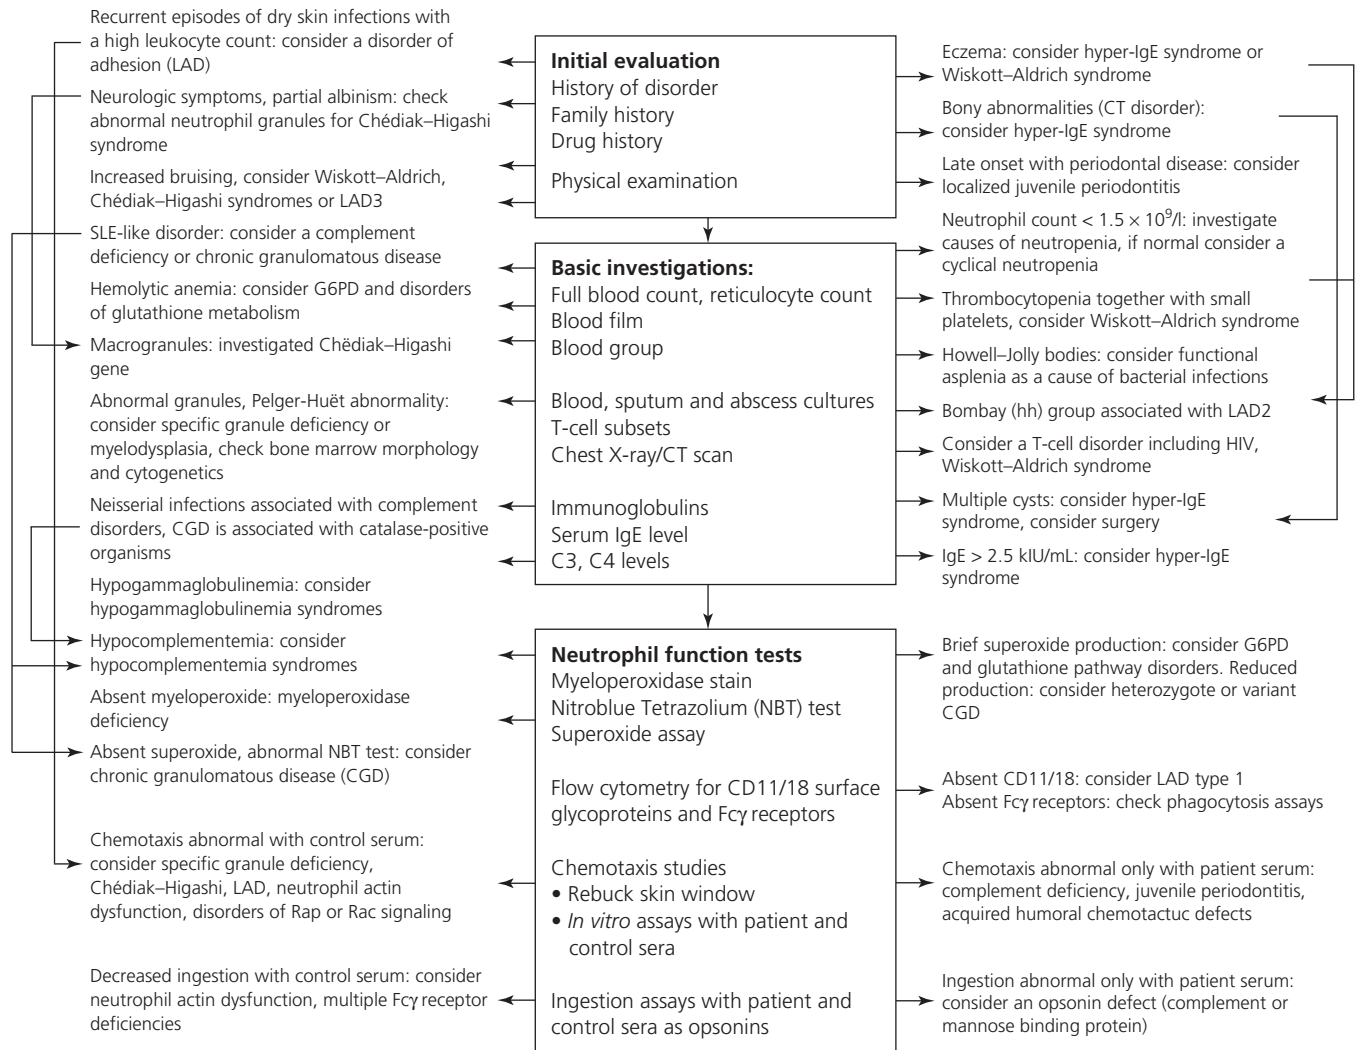 Recurrent episodes of dry skin infections with
a high leukocyte count: consider a disorder of
adhesion (LAD)
Neurologic symptoms, partial albinism: check
abnormal neutrophil granules for Chédiak–Higashi
syndrome
Increased bruising, consider Wiskott–Aldrich,
Chédiak–Higashi syndromes or LAD3
SLE-like disorder: consider a complement
deficiency or chronic granulomatous disease
Hemolytic anemia: consider G6PD and disorders
of glutathione metabolism
Macrogranules: investigated Chëdiak–Higashi
gene
Abnormal granules, Pelger-Huët abnormality:
consider specific granule deficiency or
myelodysplasia, check bone marrow morphology
and cytogenetics
Neisserial infections associated with complement
disorders, CGD is associated with catalase-positive
organisms
Hypogammaglobulinemia: consider
hypogammaglobulinemia syndromes
Hypocomplementemia: consider
hypocomplementemia syndromes
Absent myeloperoxide: myeloperoxidase
deficiency
Absent superoxide, abnormal NBT test: consider
chronic granulomatous disease (CGD)
Chemotaxis abnormal with control serum:
consider specific granule deficiency,
Chédiak–Higashi, LAD, neutrophil actin
dysfunction, disorders of Rap or Rac signaling
Decreased ingestion with control serum: consider
neutrophil actin dysfunction, multiple Fcγ receptor
deficiencies
Initial evaluation
History of disorder
Family history
Drug history
Physical examination
Basic investigations:
Full blood count, reticulocyte count
Blood film
Blood group
Blood, sputum and abscess cultures
T-cell subsets
Chest X-ray/CT scan
Immunoglobulins
Serum IgE level
C3, C4 levels
Neutrophil function tests
Myeloperoxidase stain
Nitroblue Tetrazolium (NBT) test
Superoxide assay
Flow cytometry for CD11/18 surface
glycoproteins and Fcγ receptors
Chemotaxis studies
• Rebuck skin window
• In vitro assays with patient and
control sera
Ingestion assays with patient and
control sera as opsonins
Eczema: consider hyper-IgE syndrome or
Wiskott–Aldrich syndrome
Bony abnormalities (CT disorder):
consider hyper-IgE syndrome
Late onset with periodontal disease: consider
localized juvenile periodontitis
Neutrophil count < 1.5 × 10⁹/l: investigate
causes of neutropenia, if normal consider a
cyclical neutropenia
Thrombocytopenia together with small
platelets, consider Wiskott–Aldrich syndrome
Howell–Jolly bodies: consider functional
asplenia as a cause of bacterial infections
Bombay (hh) group associated with LAD2
Consider a T-cell disorder including HIV,
Wiskott–Aldrich syndrome
Multiple cysts: consider hyper-IgE
syndrome, consider surgery
IgE > 2.5 kIU/mL: consider hyper-IgE
syndrome
Brief superoxide production: consider G6PD
and glutathione pathway disorders. Reduced
production: consider heterozygote or variant
CGD
Absent CD11/18: consider LAD type 1
Absent Fcγ receptors: check phagocytosis assays
Chemotaxis abnormal only with patient serum:
complement deficiency, juvenile periodontitis,
acquired humoral chemotactuc defects
Ingestion abnormal only with patient serum:
consider an opsonin defect (complement or
mannose binding protein)